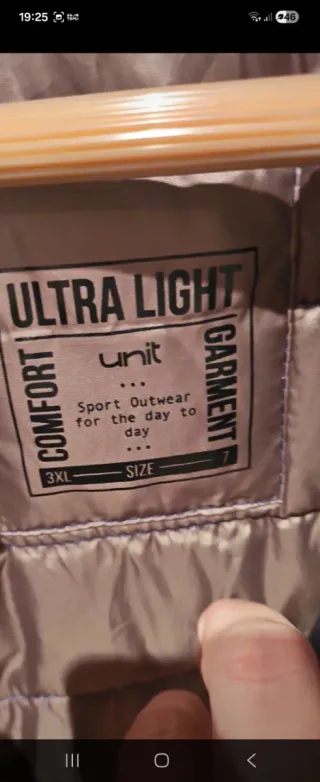 19:25
46
ULTRA LIGHT
COMFORT
unit
...
Sport Outwear
for the day to
day
...
GARMENT
3XL SIZE 7